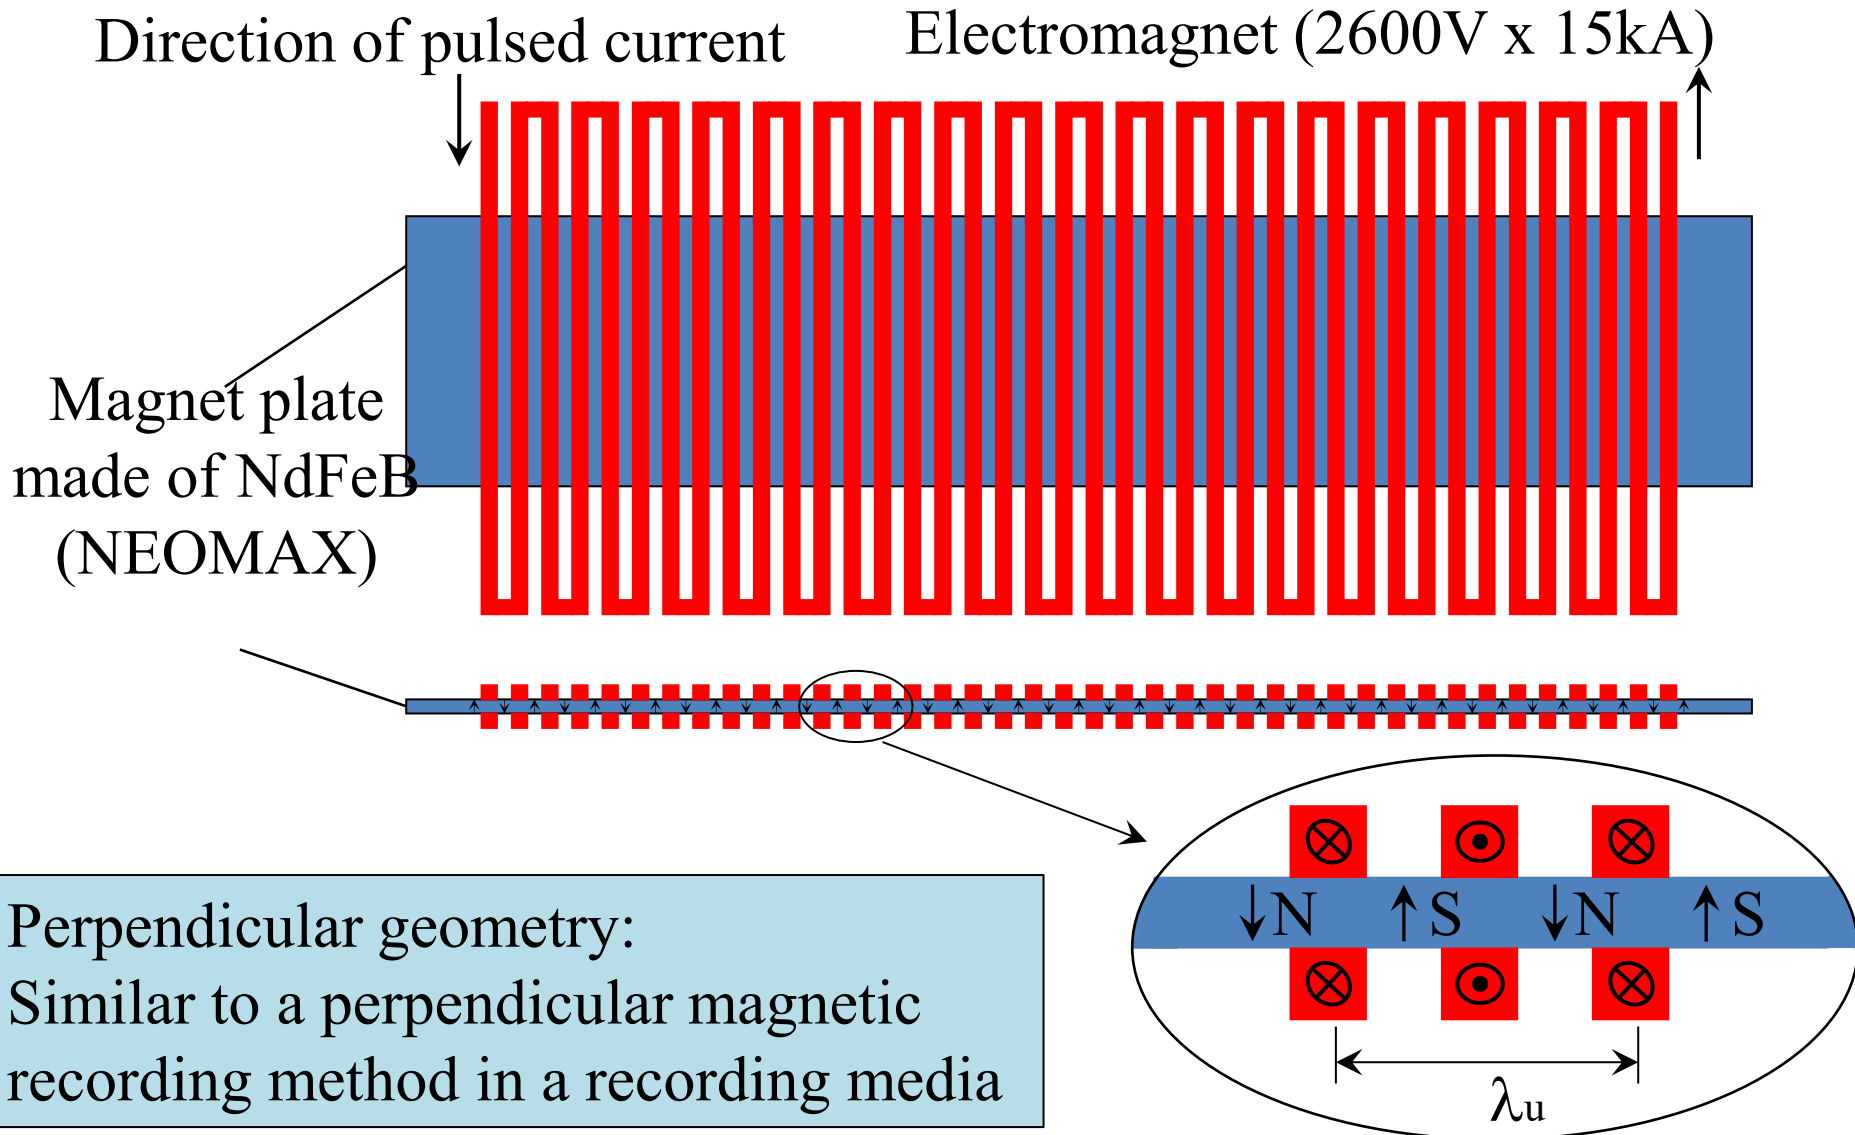 Direction of pulsed current
Electromagnet (2600V x 15kA)
Magnet plate
made of NdFeB
(NEOMAX)
↓N ↑S ↓N ↑S
λu
Perpendicular geometry:
Similar to a perpendicular magnetic
recording method in a recording media